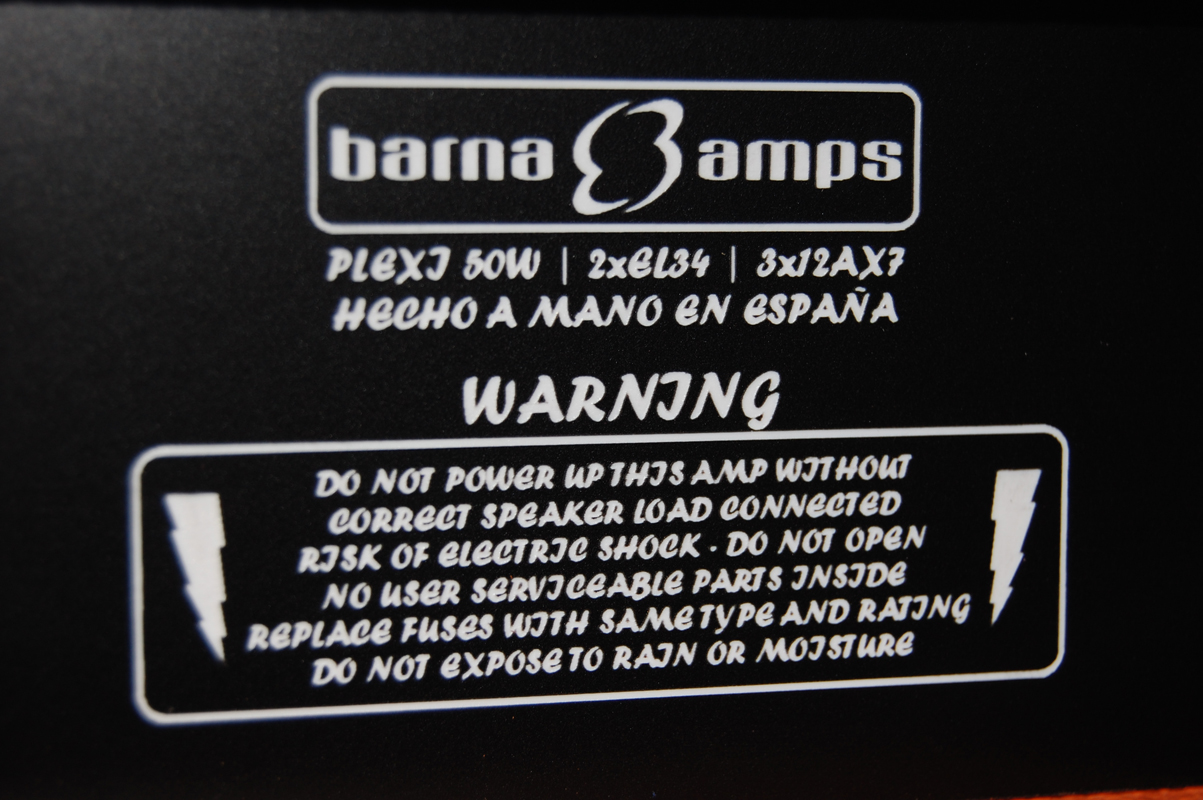 barna amps
PLEXI 50W | 2xEL34 | 3x12AX7
HECHO A MANO EN ESPAÑA
WARNING
DO NOT POWER UP THIS AMP WITHOUT
CORRECT SPEAKER LOAD CONNECTED
RISK OF ELECTRIC SHOCK · DO NOT OPEN
NO USER SERVICEABLE PARTS INSIDE
REPLACE FUSES WITH SAME TYPE AND RATING
DO NOT EXPOSE TO RAIN OR MOISTURE